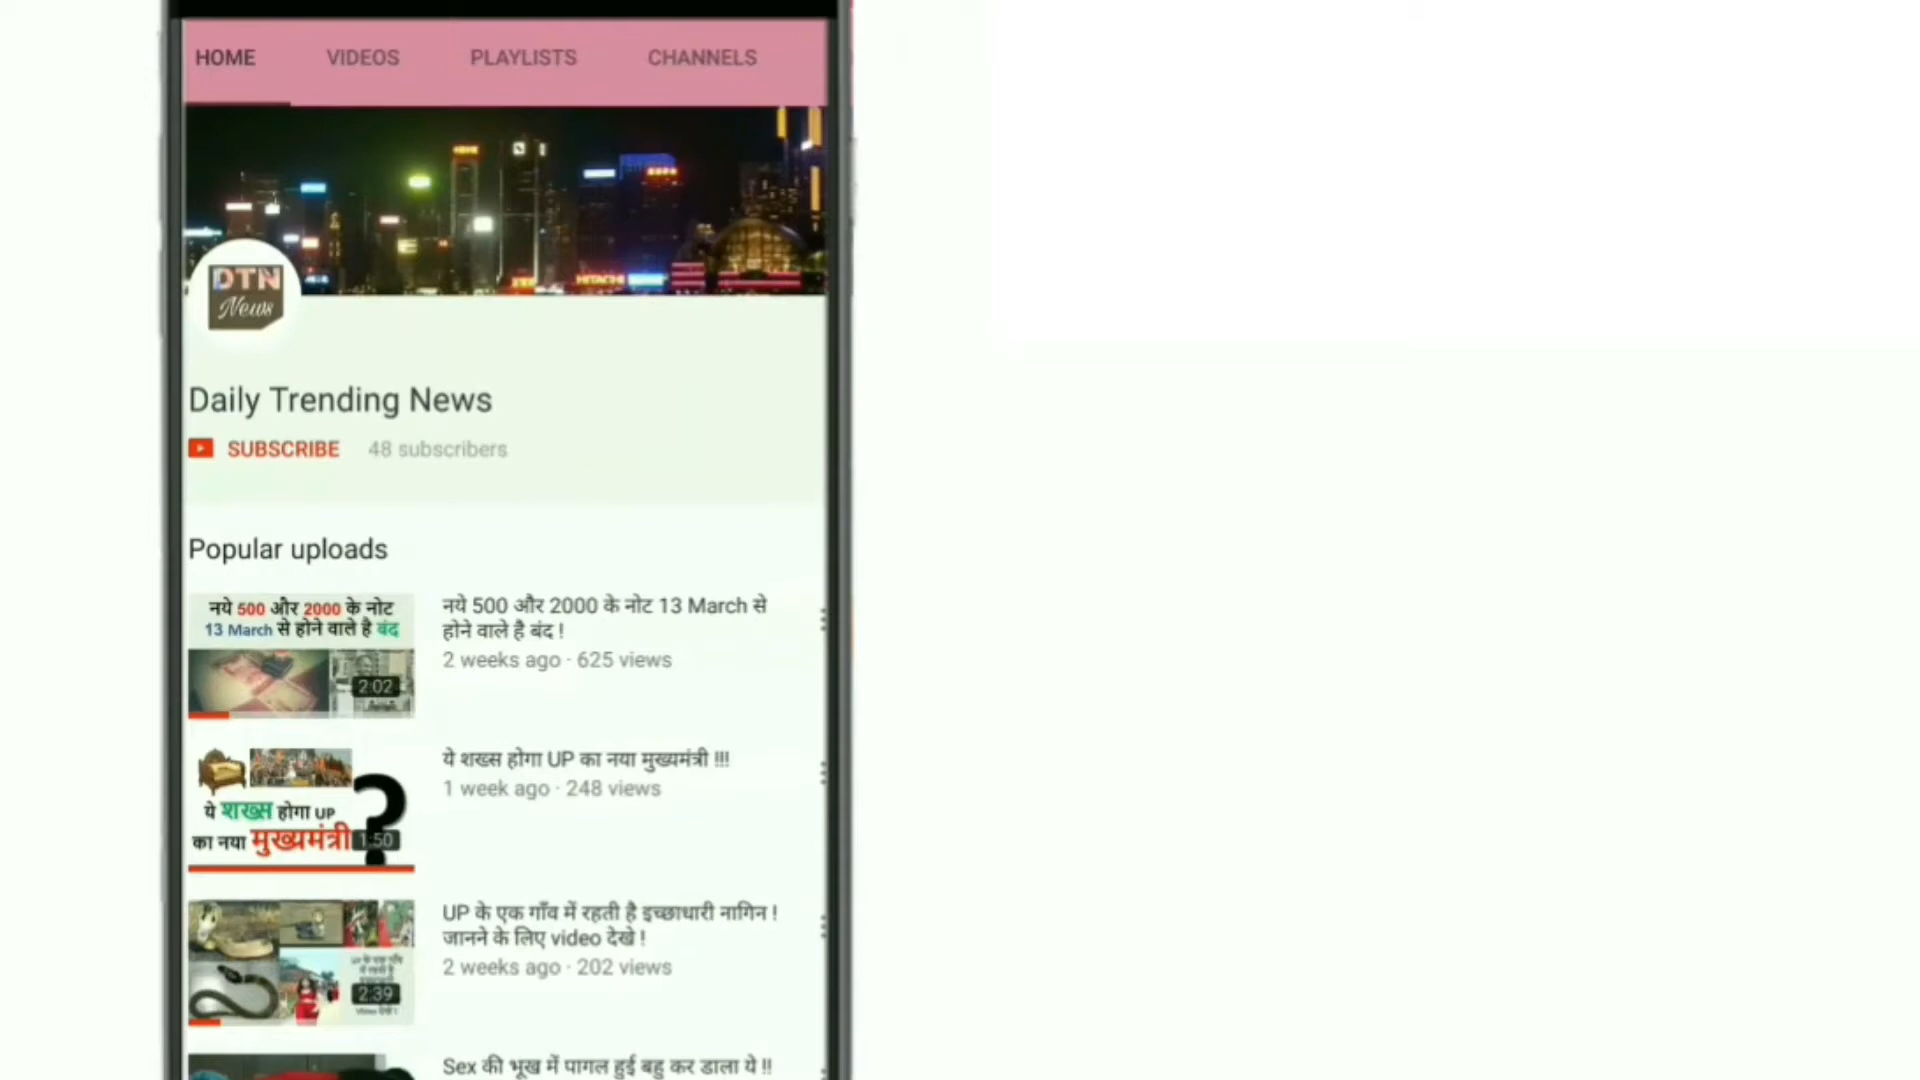 HOME VIDEOS PLAYLISTS CHANNELS
HITACHI
DTN
News
Daily Trending News
SUBSCRIBE 48 subscribers
Popular uploads
नये 500 और 2000 के नोट
13 March से होने वाले है बंद
2:02
नये 500 और 2000 के नोट 13 March से
होने वाले है बंद !
2 weeks ago · 625 views
ये शख्स होगा UP
का नया मुख्यमंत्री
?
1:50
ये शख्स होगा UP का नया मुख्यमंत्री !!!
1 week ago · 248 views
2:39
UP के एक गाँव में रहती है इच्छाधारी नागिन !
जानने के लिए video देखे !
2 weeks ago · 202 views
Sex की भूख में पागल हुई बहु कर डाला ये !!